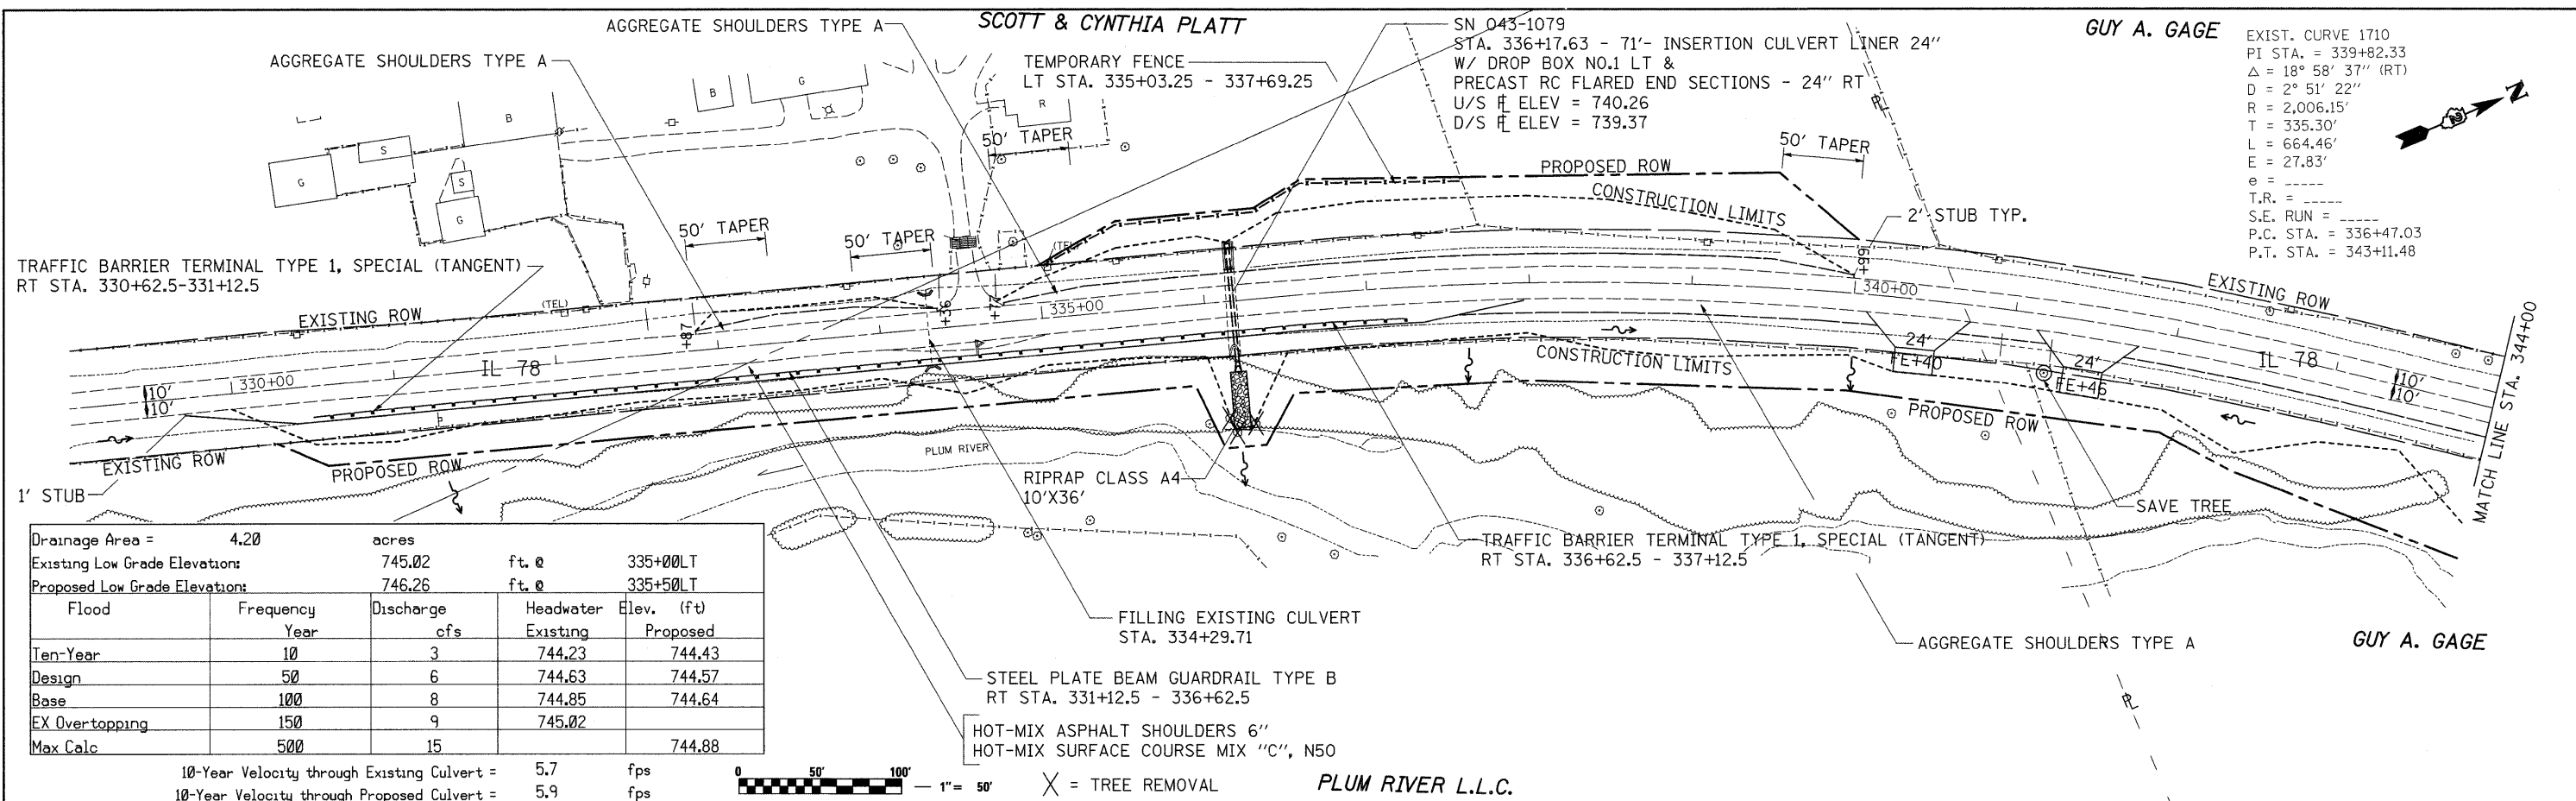 AGGREGATE SHOULDERS TYPE A
SCOTT & CYNTHIA PLATT
GUY A. GAGE
AGGREGATE SHOULDERS TYPE A
TEMPORARY FENCE
LT STA. 335+03.25 - 337+69.25
SN 043-1079
STA. 336+17.63 - 71'- INSERTION CULVERT LINER 24"
W/ DROP BOX NO.1 LT &
PRECAST RC FLARED END SECTIONS - 24" RT
U/S FL ELEV = 740.26
D/S FL ELEV = 739.37
EXIST. CURVE 1710
PI STA. = 339+82.33
Δ = 18° 58' 37" (RT)
D = 2° 51' 22"
R = 2,006.15'
T = 335.30'
L = 664.46'
E = 27.83'
e = -----
T.R. = -----
S.E. RUN = -----
P.C. STA. = 336+47.03
P.T. STA. = 343+11.48
N
B
B
G
R
S
G
S
G
50' TAPER
50' TAPER
50' TAPER
50' TAPER
PROPOSED ROW
CONSTRUCTION LIMITS
2' STUB TYP.
PL
TRAFFIC BARRIER TERMINAL TYPE 1, SPECIAL (TANGENT)
RT STA. 330+62.5-331+12.5
(TEL)
(TEL)
EXISTING ROW
EXISTING ROW
+87
+36
+7
+99
330+00
335+00
340+00
IL 78
IL 78
10'
10'
10'
10'
24'
FE+40
24'
FE+46
CONSTRUCTION LIMITS
MATCH LINE STA. 344+00
EXISTING ROW
PROPOSED ROW
PROPOSED ROW
PLUM RIVER
1' STUB
RIPRAP CLASS A4
10'X36'
SAVE TREE
TRAFFIC BARRIER TERMINAL TYPE 1, SPECIAL (TANGENT)
RT STA. 336+62.5 - 337+12.5
FILLING EXISTING CULVERT
STA. 334+29.71
AGGREGATE SHOULDERS TYPE A
GUY A. GAGE
PL
STEEL PLATE BEAM GUARDRAIL TYPE B
RT STA. 331+12.5 - 336+62.5
HOT-MIX ASPHALT SHOULDERS 6"
HOT-MIX SURFACE COURSE MIX "C", N50
Drainage Area = 4.20 acres
Existing Low Grade Elevation: 745.02 ft. @ 335+00LT
Proposed Low Grade Elevation: 746.26 ft. @ 335+50LT
Flood Frequency Discharge Headwater Elev. (ft)
Year cfs Existing Proposed
Ten-Year 10 3 744.23 744.43
Design 50 6 744.63 744.57
Base 100 8 744.85 744.64
EX Overtopping 150 9 745.02
Max Calc 500 15 744.88
10-Year Velocity through Existing Culvert = 5.7 fps
10-Year Velocity through Proposed Culvert = 5.9 fps
0 50' 100'
1"= 50'
X = TREE REMOVAL
PLUM RIVER L.L.C.